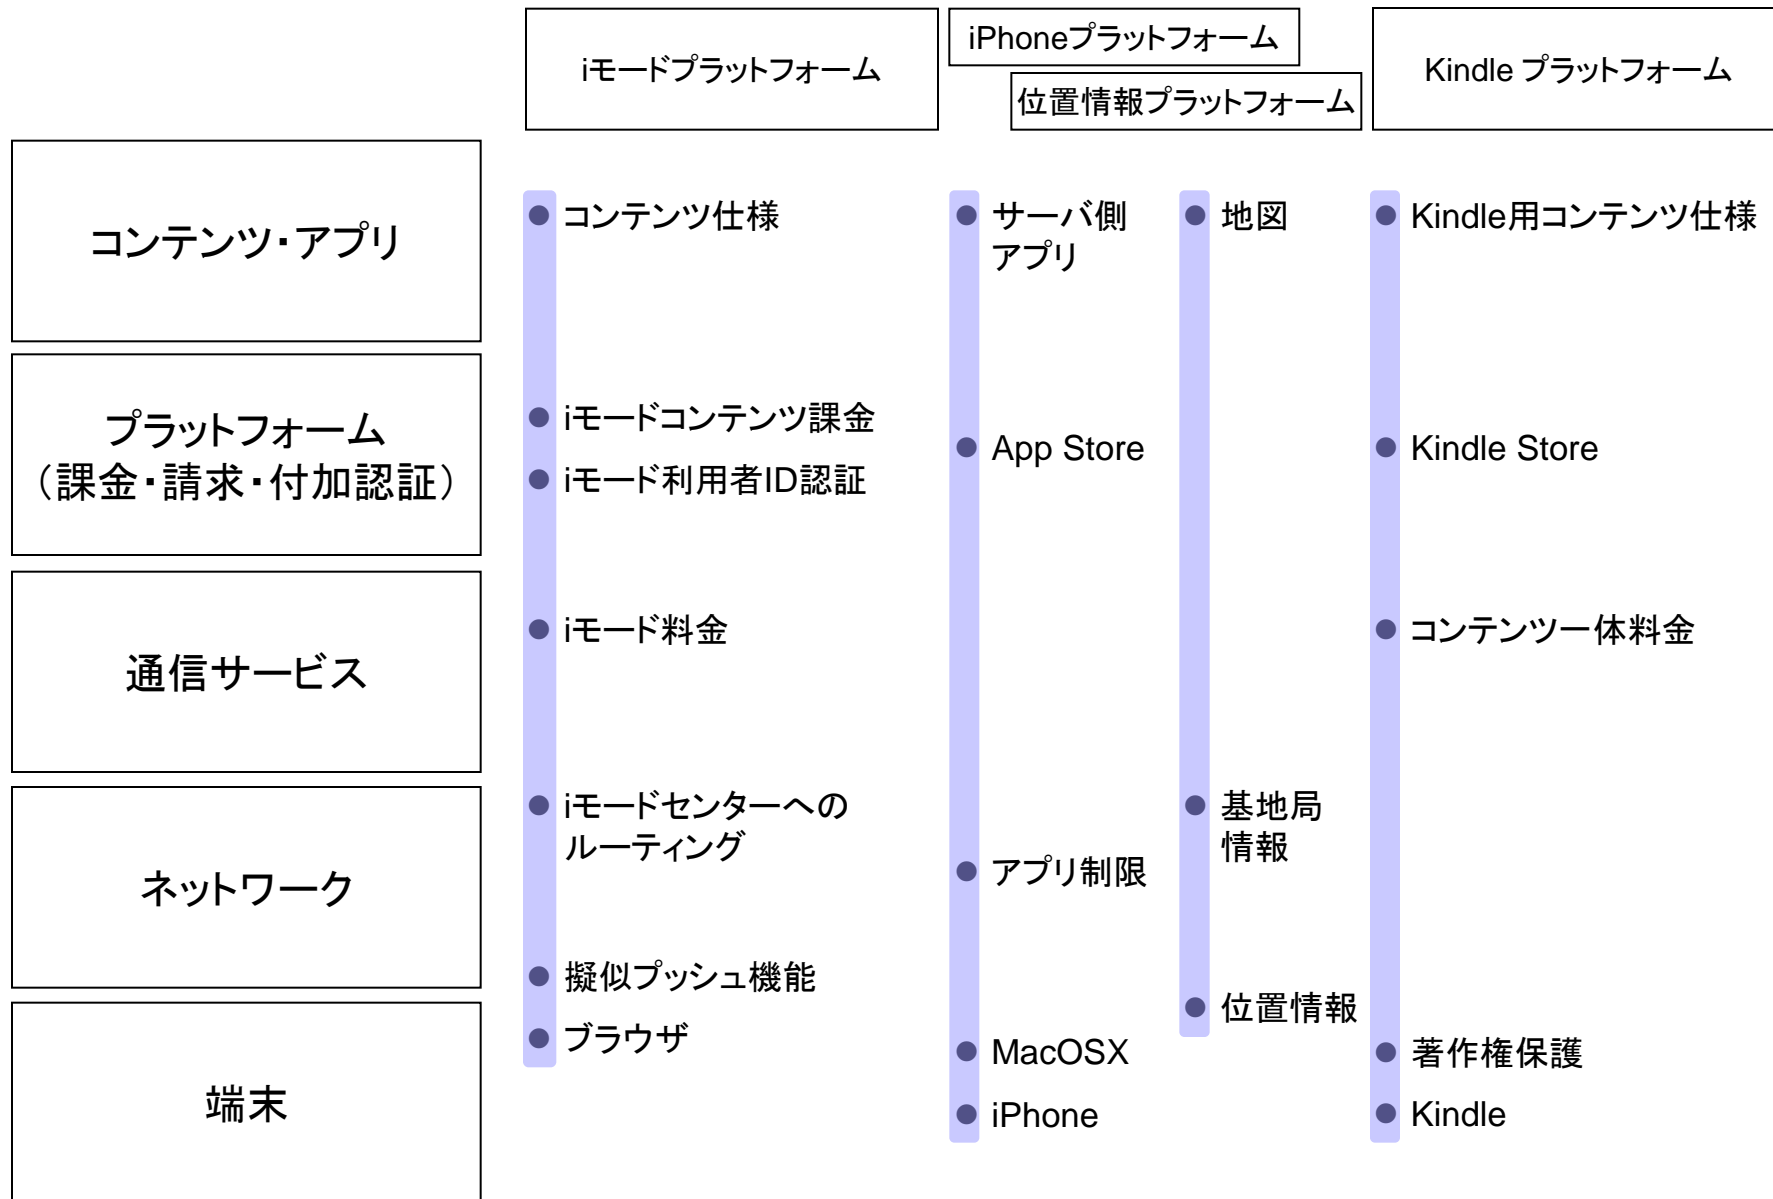 iモードプラットフォーム
iPhoneプラットフォーム
位置情報プラットフォーム
Kindle プラットフォーム
コンテンツ・アプリ
コンテンツ仕様
サーバ側
アプリ
地図
Kindle用コンテンツ仕様
プラットフォーム
（課金・請求・付加認証）
iモードコンテンツ課金
iモード利用者ID認証
App Store
Kindle Store
通信サービス
iモード料金
コンテンツ一体料金
ネットワーク
iモードセンターへの
ルーティング
アプリ制限
基地局
情報
端末
擬似プッシュ機能
ブラウザ
MacOSX
iPhone
位置情報
著作権保護
Kindle